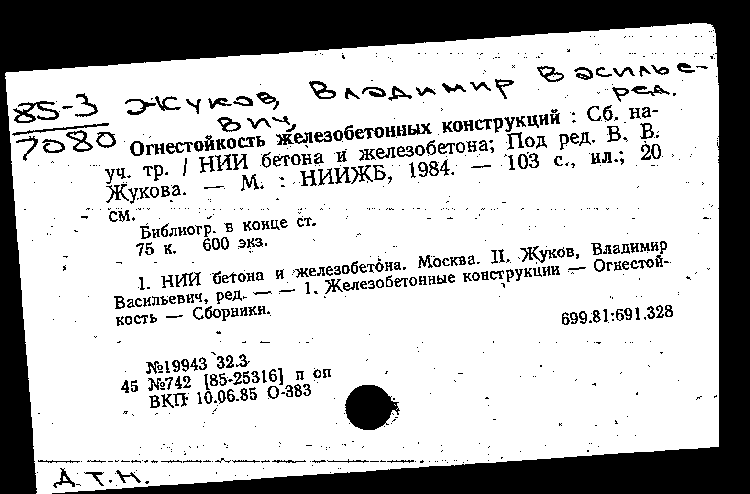 85-3 Жуков, Владимир Василье-
7080 вич, ред.
Огнестойкость железобетонных конструкций : Сб. на-
уч. тр. / НИИ бетона и железобетона; Под ред. В. В.
Жукова. — М. : НИИЖБ, 1984. — 103 с., ил.; 20
см.
Библиогр. в конце ст.
75 к. 600 экз.
1. НИИ бетона и железобетона. Москва. II. Жуков, Владимир
Васильевич, ред. — — 1. Железобетонные конструкции — Огнестой-
кость — Сборники.
699.81:691.328
№19943 32.3
45 №742 [85-25316] п оп
ВКП 10.06.85 О-383
Д.Т.Н.